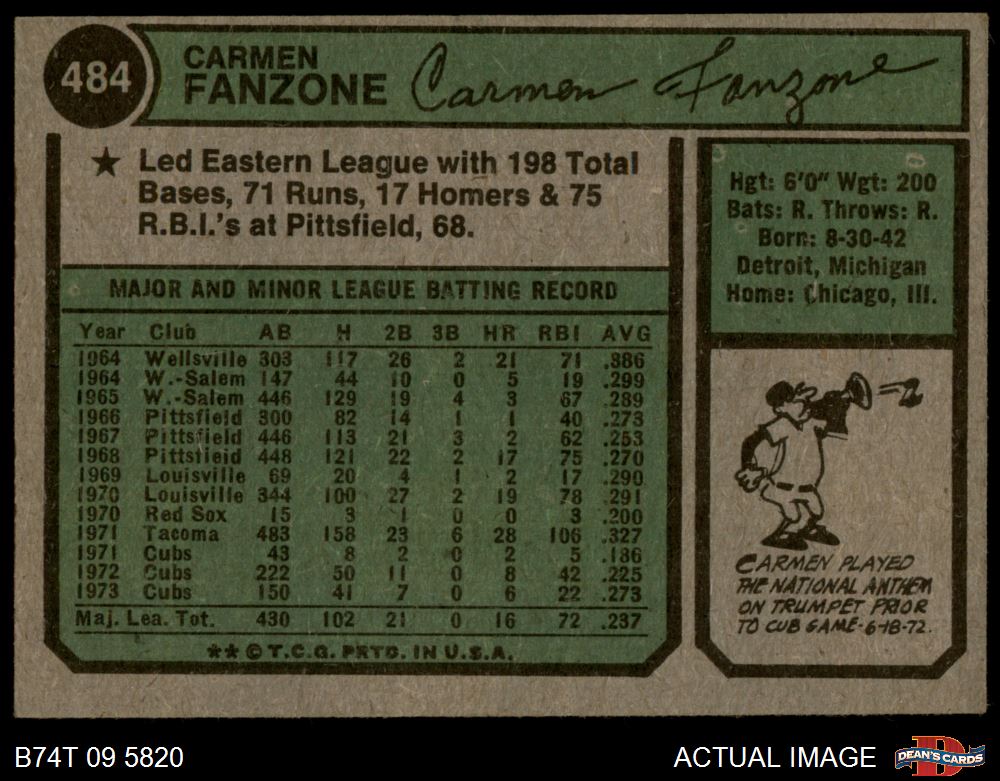 484
CARMEN
FANZONE
Carmen Fanzone
★ Led Eastern League with 198 Total
Bases, 71 Runs, 17 Homers & 75
R.B.I.'s at Pittsfield, 68.
Hgt: 6'0" Wgt: 200
Bats: R. Throws: R.
Born: 8-30-42
Detroit, Michigan
Home: Chicago, Ill.
MAJOR AND MINOR LEAGUE BATTING RECORD
Year Club AB H 2B 3B HR RBI AVG
1964 Wellsville 303 117 26 2 21 71 .386
1964 W.-Salem 147 44 10 0 5 19 .299
1965 W.-Salem 446 129 19 4 3 67 .289
1966 Pittsfield 300 82 14 1 1 40 .273
1967 Pittsfield 446 113 21 3 2 62 .253
1968 Pittsfield 448 121 22 2 17 75 .270
1969 Louisville 69 20 4 1 2 17 .290
1970 Louisville 344 100 27 2 19 78 .291
1970 Red Sox 15 3 1 0 0 3 .200
1971 Tacoma 483 158 23 6 28 106 .327
1971 Cubs 43 8 2 0 2 5 .186
1972 Cubs 222 50 11 0 8 42 .225
1973 Cubs 150 41 7 0 6 22 .273
Maj. Lea. Tot. 430 102 21 0 16 72 .237
** © T.C.G. PRTD. IN U.S.A.
CARMEN PLAYED
THE NATIONAL ANTHEM
ON TRUMPET PRIOR
TO CUB GAME-6-18-72.
B74T 09 5820
ACTUAL IMAGE
D
DEAN'S CARDS